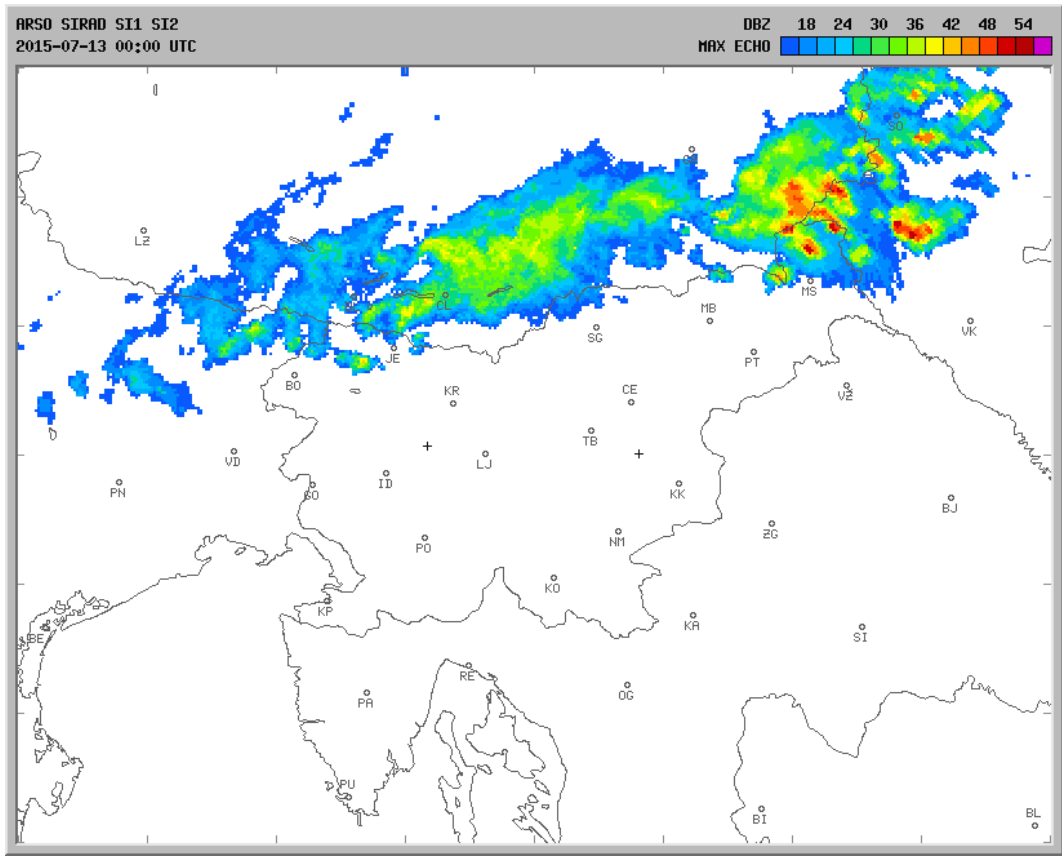 ARSO SIRAD SI1 SI2
DBZ 18 24 30 36 42 48 54
2015-07-13 00:00 UTC
MAX ECHO
SO
LZ
MS
CL
MB
VK
SG
JE
PT
BO
KR
CE
VŽ
TB
VD
LJ
ID
PN
GO
KK
BJ
ZG
PO
NM
KO
KP
KA
BE
SI
RE
OG
PA
PU
BI
BL